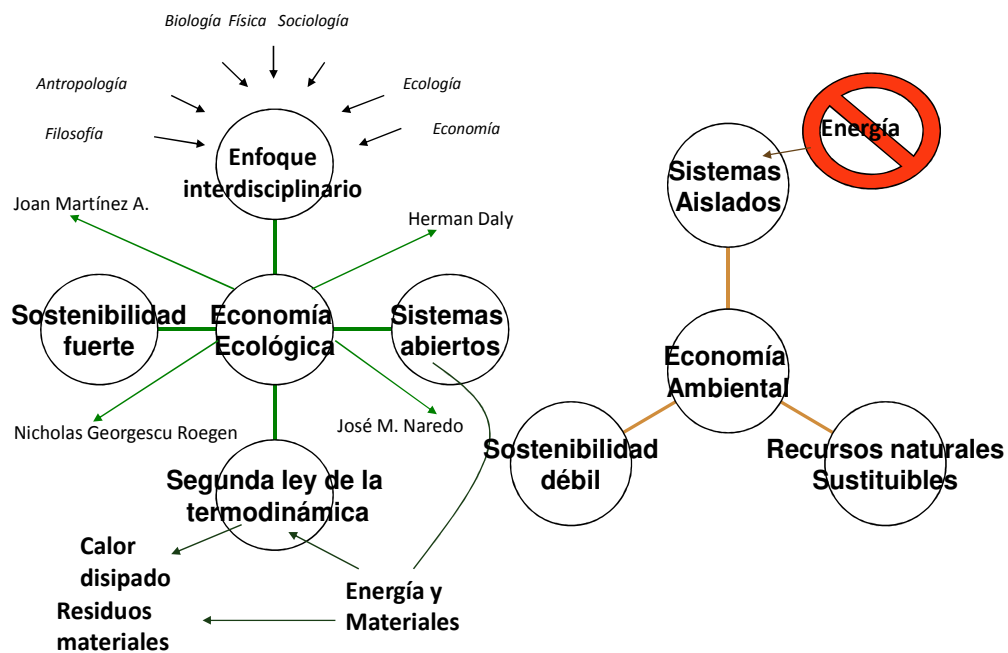 Biología Física Sociología
Antropología
Ecología
Filosofía
Economía
Enfoque
interdisciplinario
Joan Martínez A.
Herman Daly
Sostenibilidad
fuerte
Economía
Ecológica
Sistemas
abiertos
Nicholas Georgescu Roegen
José M. Naredo
Segunda ley de la
termodinámica
Calor
disipado
Energía y
Materiales
Residuos
materiales
Energía
Sistemas
Aislados
Economía
Ambiental
Sostenibilidad
débil
Recursos naturales
Sustituibles